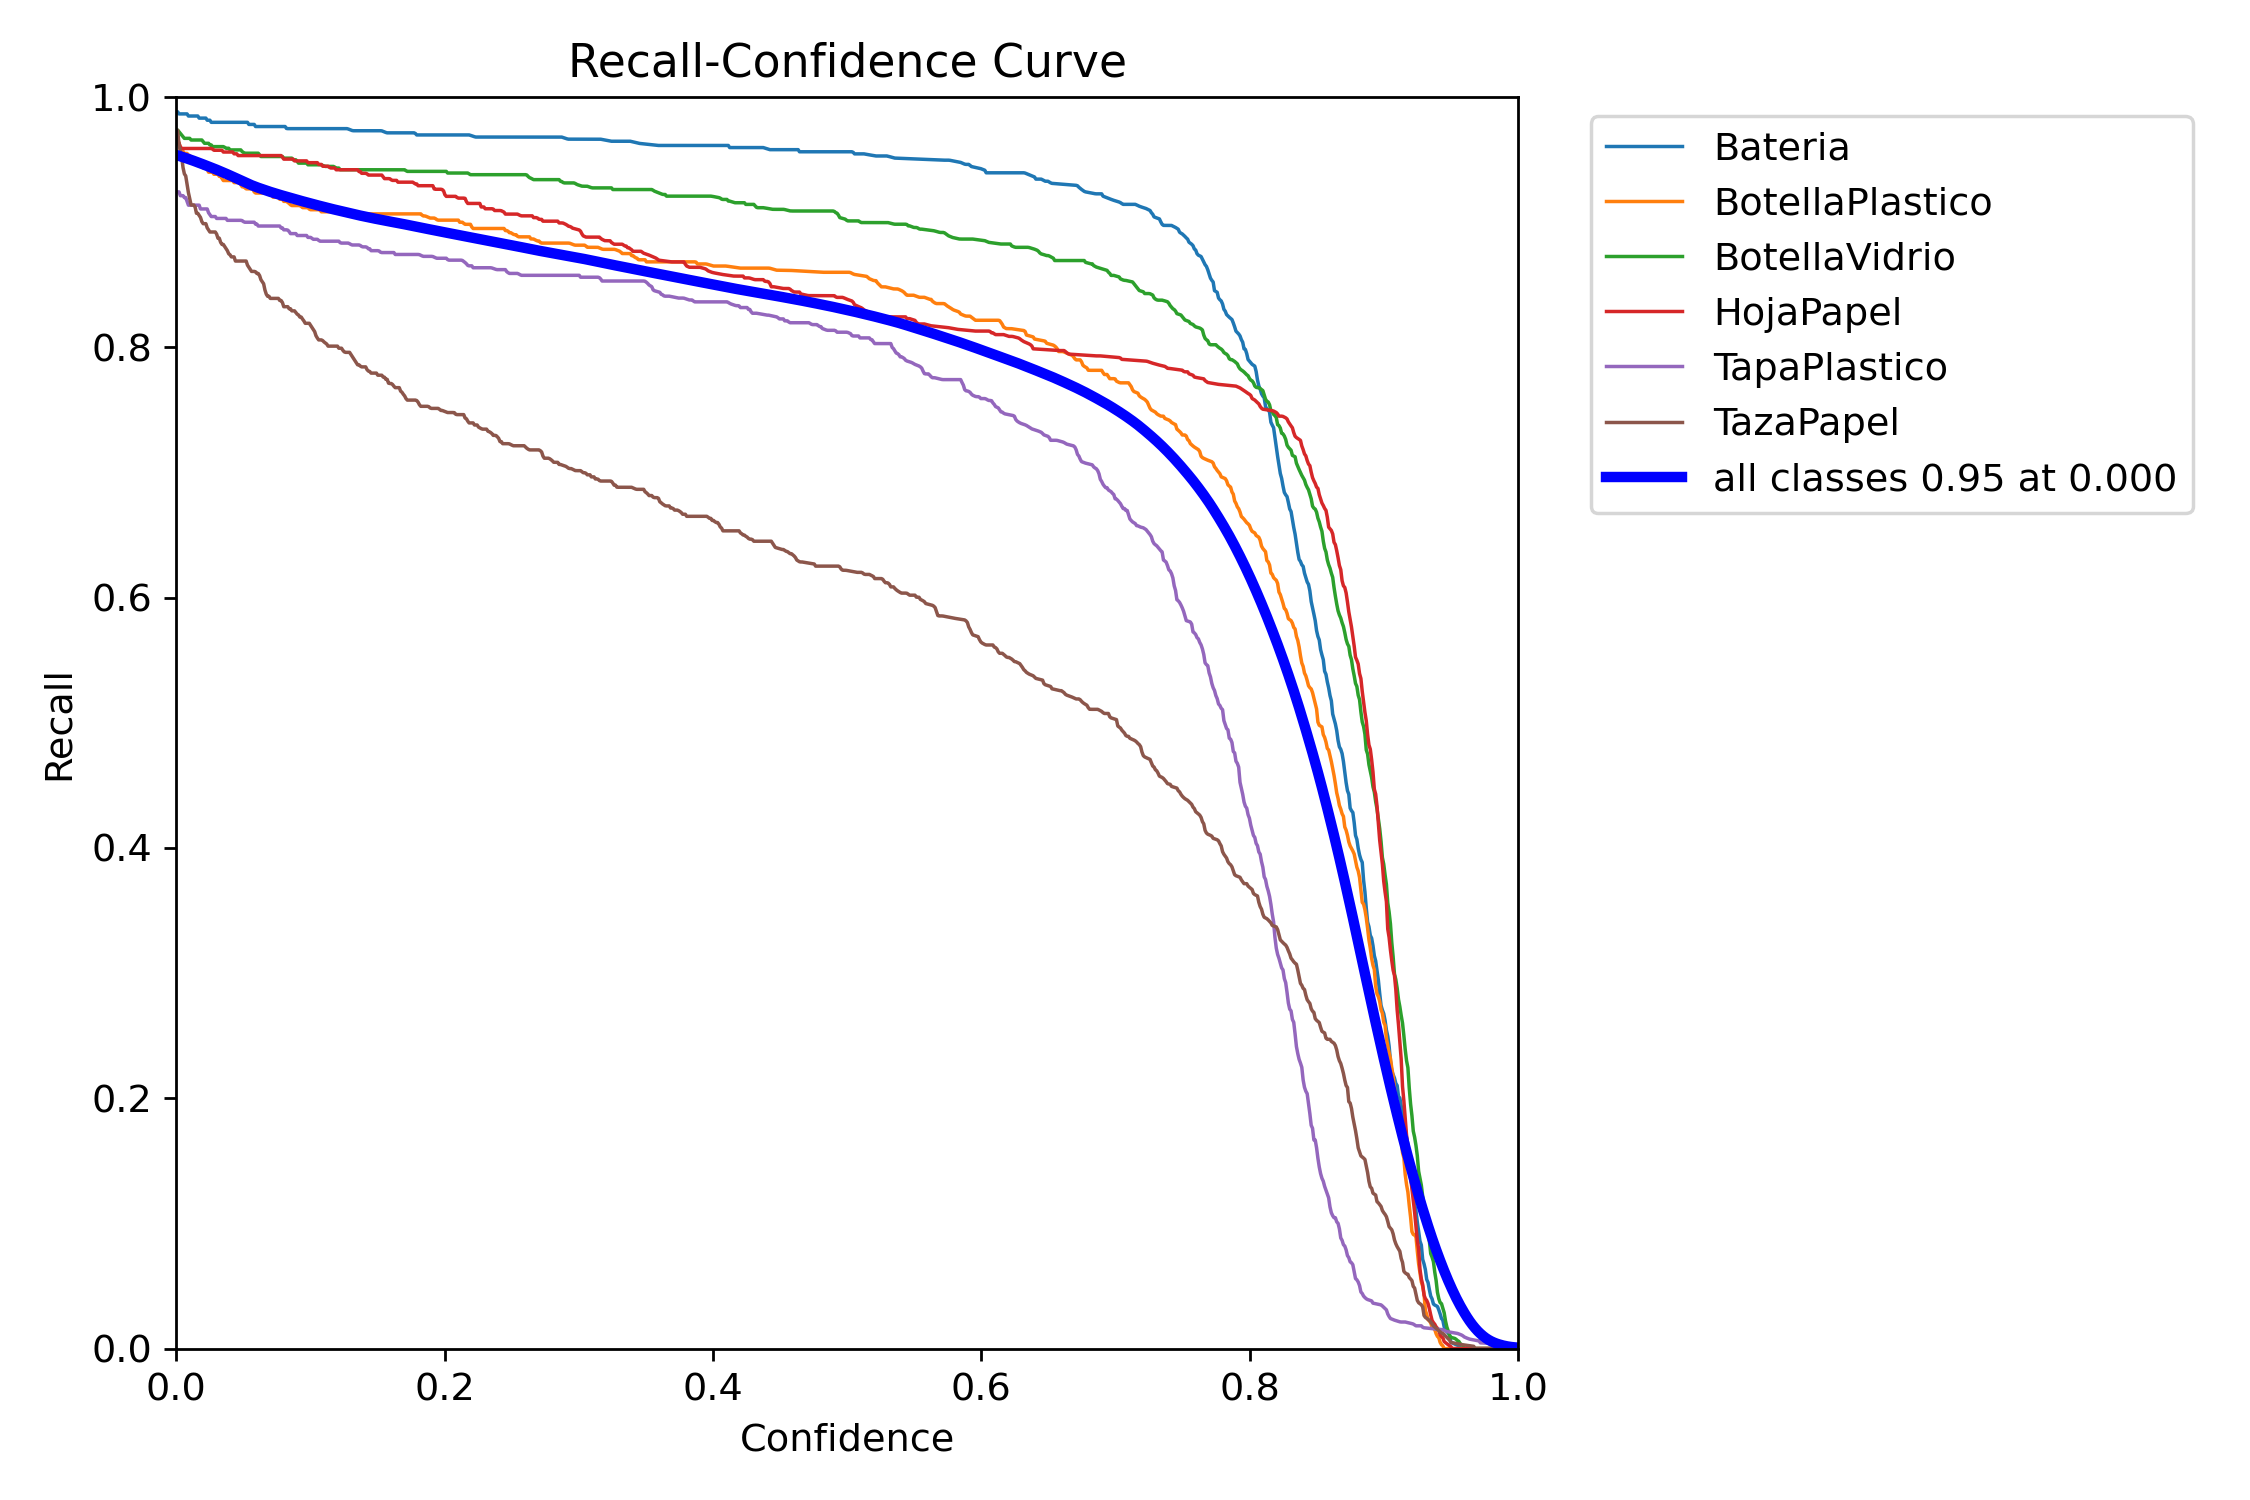 Recall-Confidence Curve
1.0
0.8
0.6
0.4
0.2
0.0
Recall
0.0 0.2 0.4 0.6 0.8 1.0
Confidence
Bateria
BotellaPlastico
BotellaVidrio
HojaPapel
TapaPlastico
TazaPapel
all classes 0.95 at 0.000